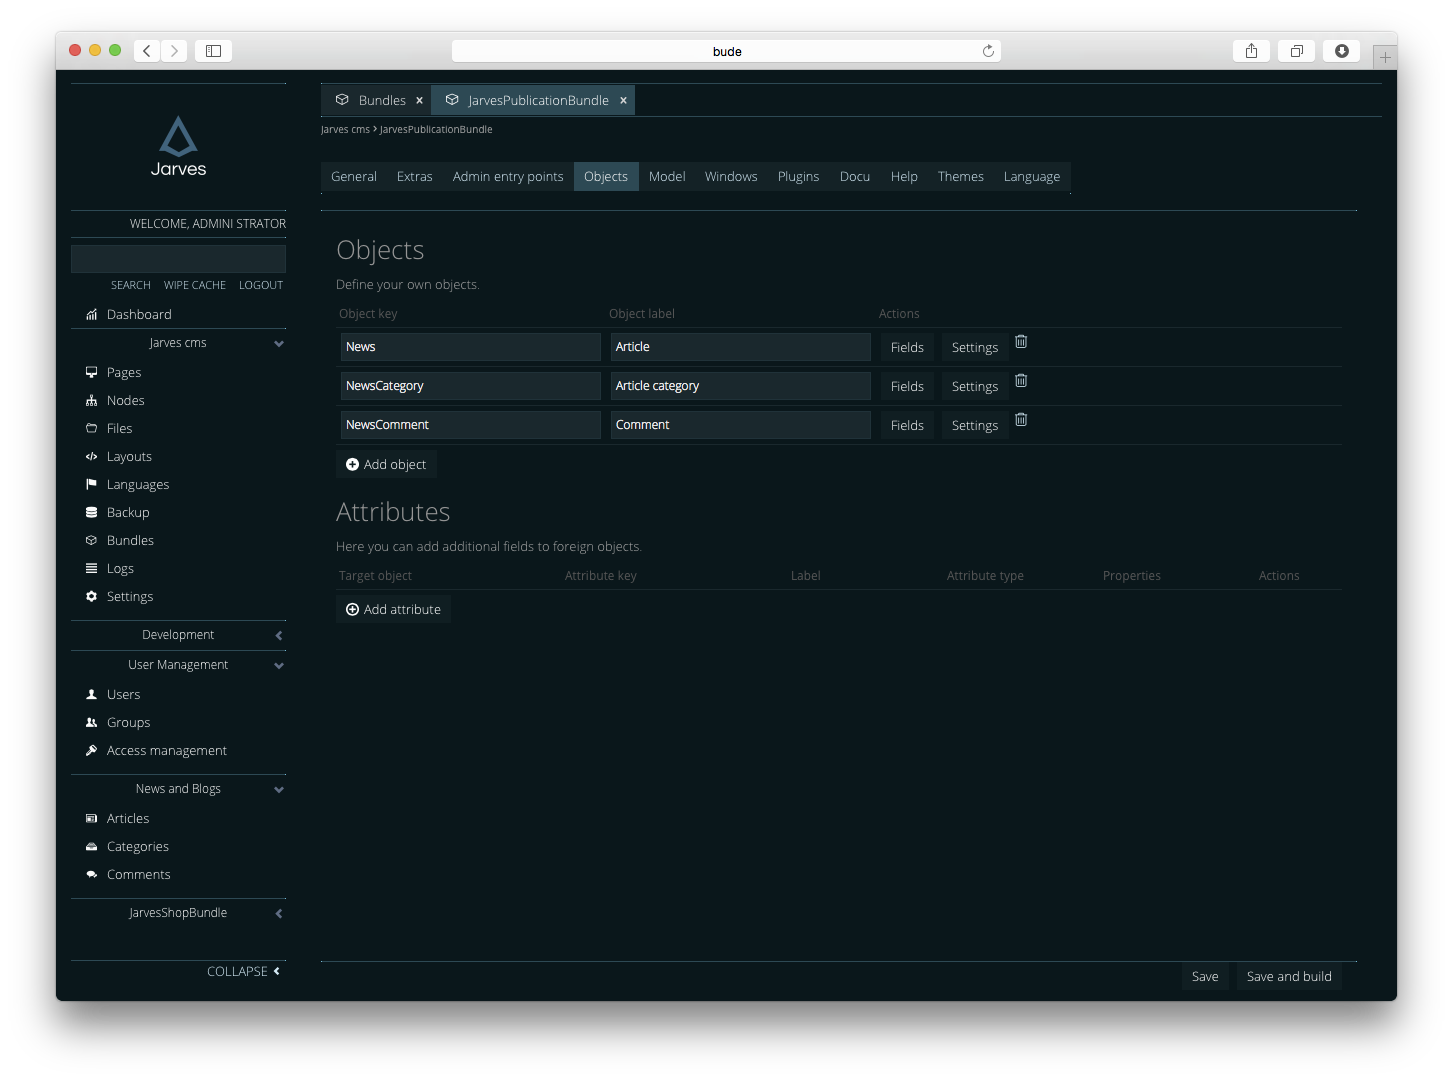 bude
Jarves
WELCOME, ADMINI STRATOR
SEARCH WIPE CACHE LOGOUT
Dashboard
Jarves cms
Pages
Nodes
Files
Layouts
Languages
Backup
Bundles
Logs
Settings
Development
User Management
Users
Groups
Access management
News and Blogs
Articles
Categories
Comments
JarvesShopBundle
COLLAPSE
Bundles x JarvesPublicationBundle x
Jarves cms › JarvesPublicationBundle
General Extras Admin entry points Objects Model Windows Plugins Docu Help Themes Language
Objects
Define your own objects.
Object key Object label Actions
News Article Fields Settings
NewsCategory Article category Fields Settings
NewsComment Comment Fields Settings
Add object
Attributes
Here you can add additional fields to foreign objects.
Target object Attribute key Label Attribute type Properties Actions
Add attribute
Save Save and build